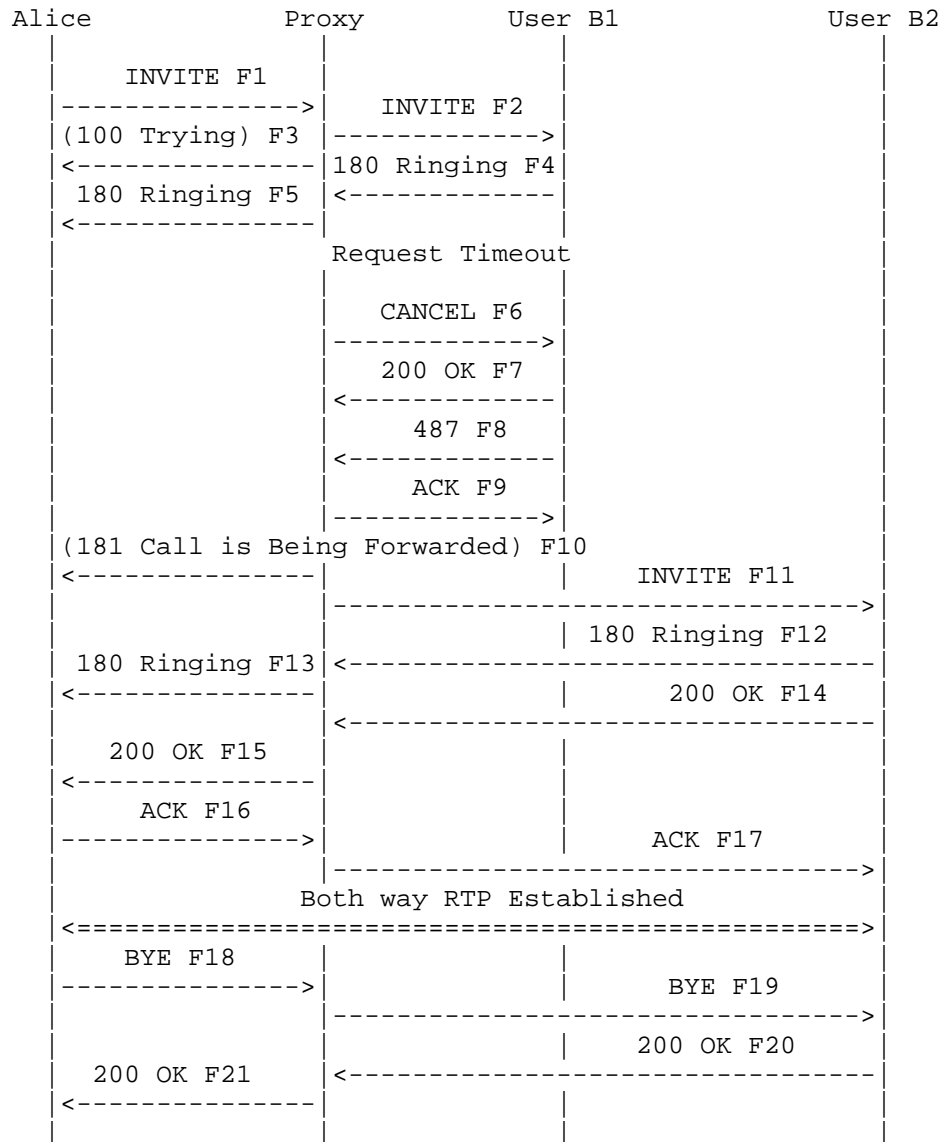 Alice Proxy User B1 User B2
INVITE F1
INVITE F2
(100 Trying) F3
180 Ringing F4
180 Ringing F5
Request Timeout
CANCEL F6
200 OK F7
487 F8
ACK F9
(181 Call is Being Forwarded) F10
INVITE F11
180 Ringing F12
180 Ringing F13
200 OK F14
200 OK F15
ACK F16
ACK F17
Both way RTP Established
BYE F18
BYE F19
200 OK F20
200 OK F21